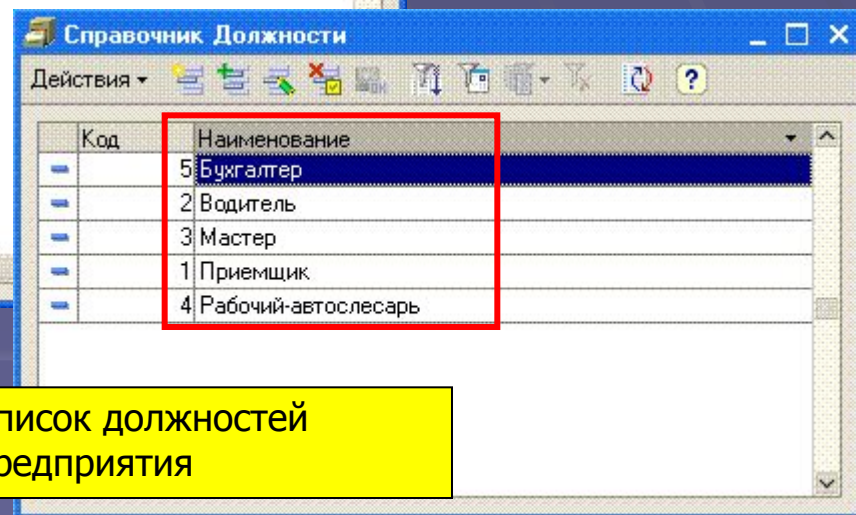 Справочник Должности
Действия
Код Наименование
5 Бухгалтер
2 Водитель
3 Мастер
1 Приемщик
4 Рабочий-автослесарь
писок должностей
редприятия